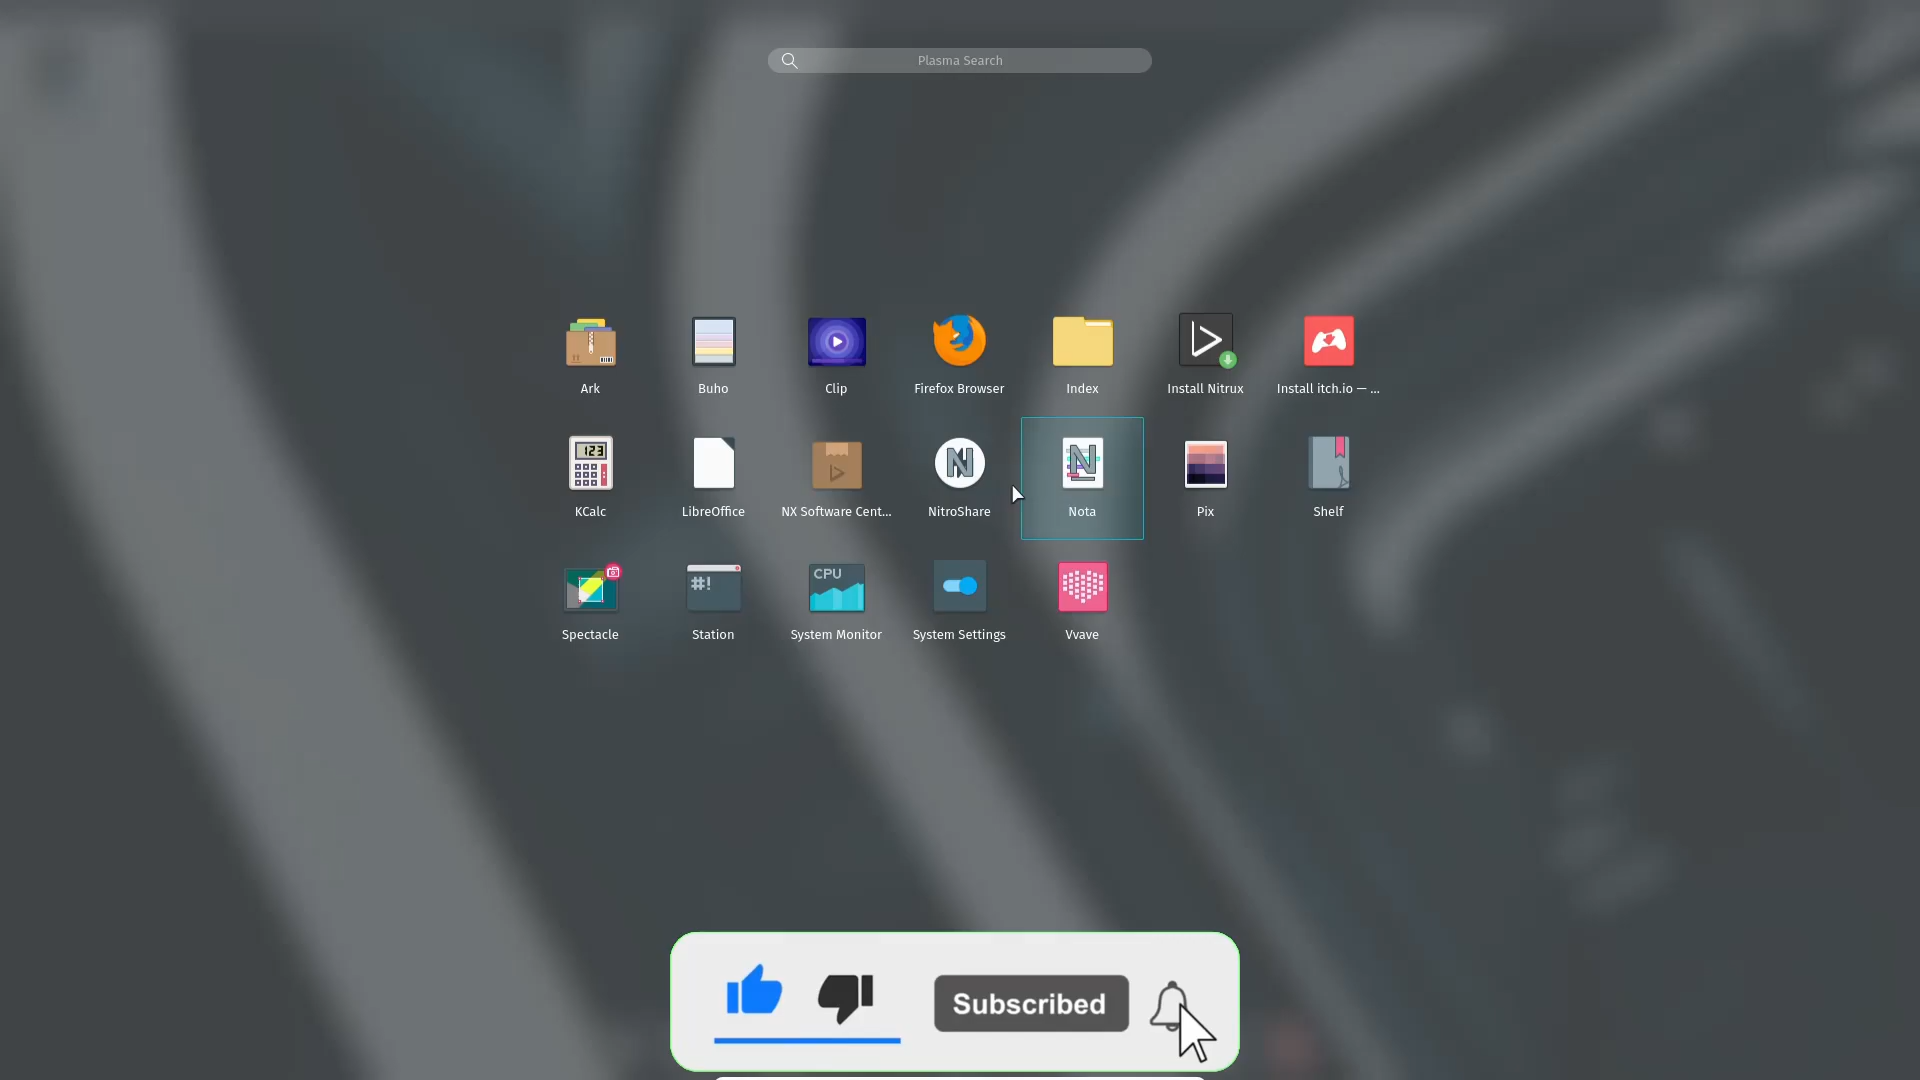 Plasma Search
Ark
Buho
Clip
Firefox Browser
Index
Install Nitrux
Install itch.io — ...
123
KCalc
LibreOffice
NX Software Cent...
N
NitroShare
N
Nota
Pix
Shelf
Spectacle
#!
Station
CPU
System Monitor
System Settings
Vvave
Subscribed